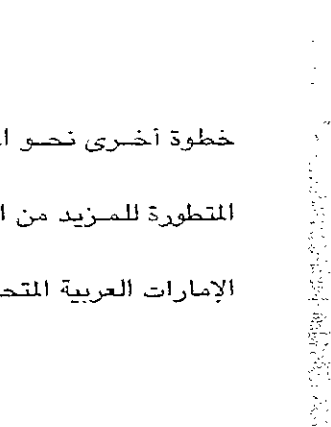 خطوة أخرى نحو
المتطورة للمزيد من
الإمارات العربية